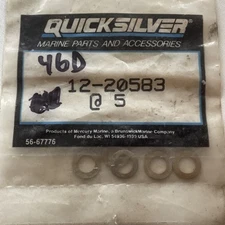 QUICKSILVER
MARINE PARTS AND ACCESSORIES
46D
12-20583
@ 5
Products of Mercury Marine, a Brunswick Marine Company
Fond du Lac, WI 54936-1939 USA
56-67776